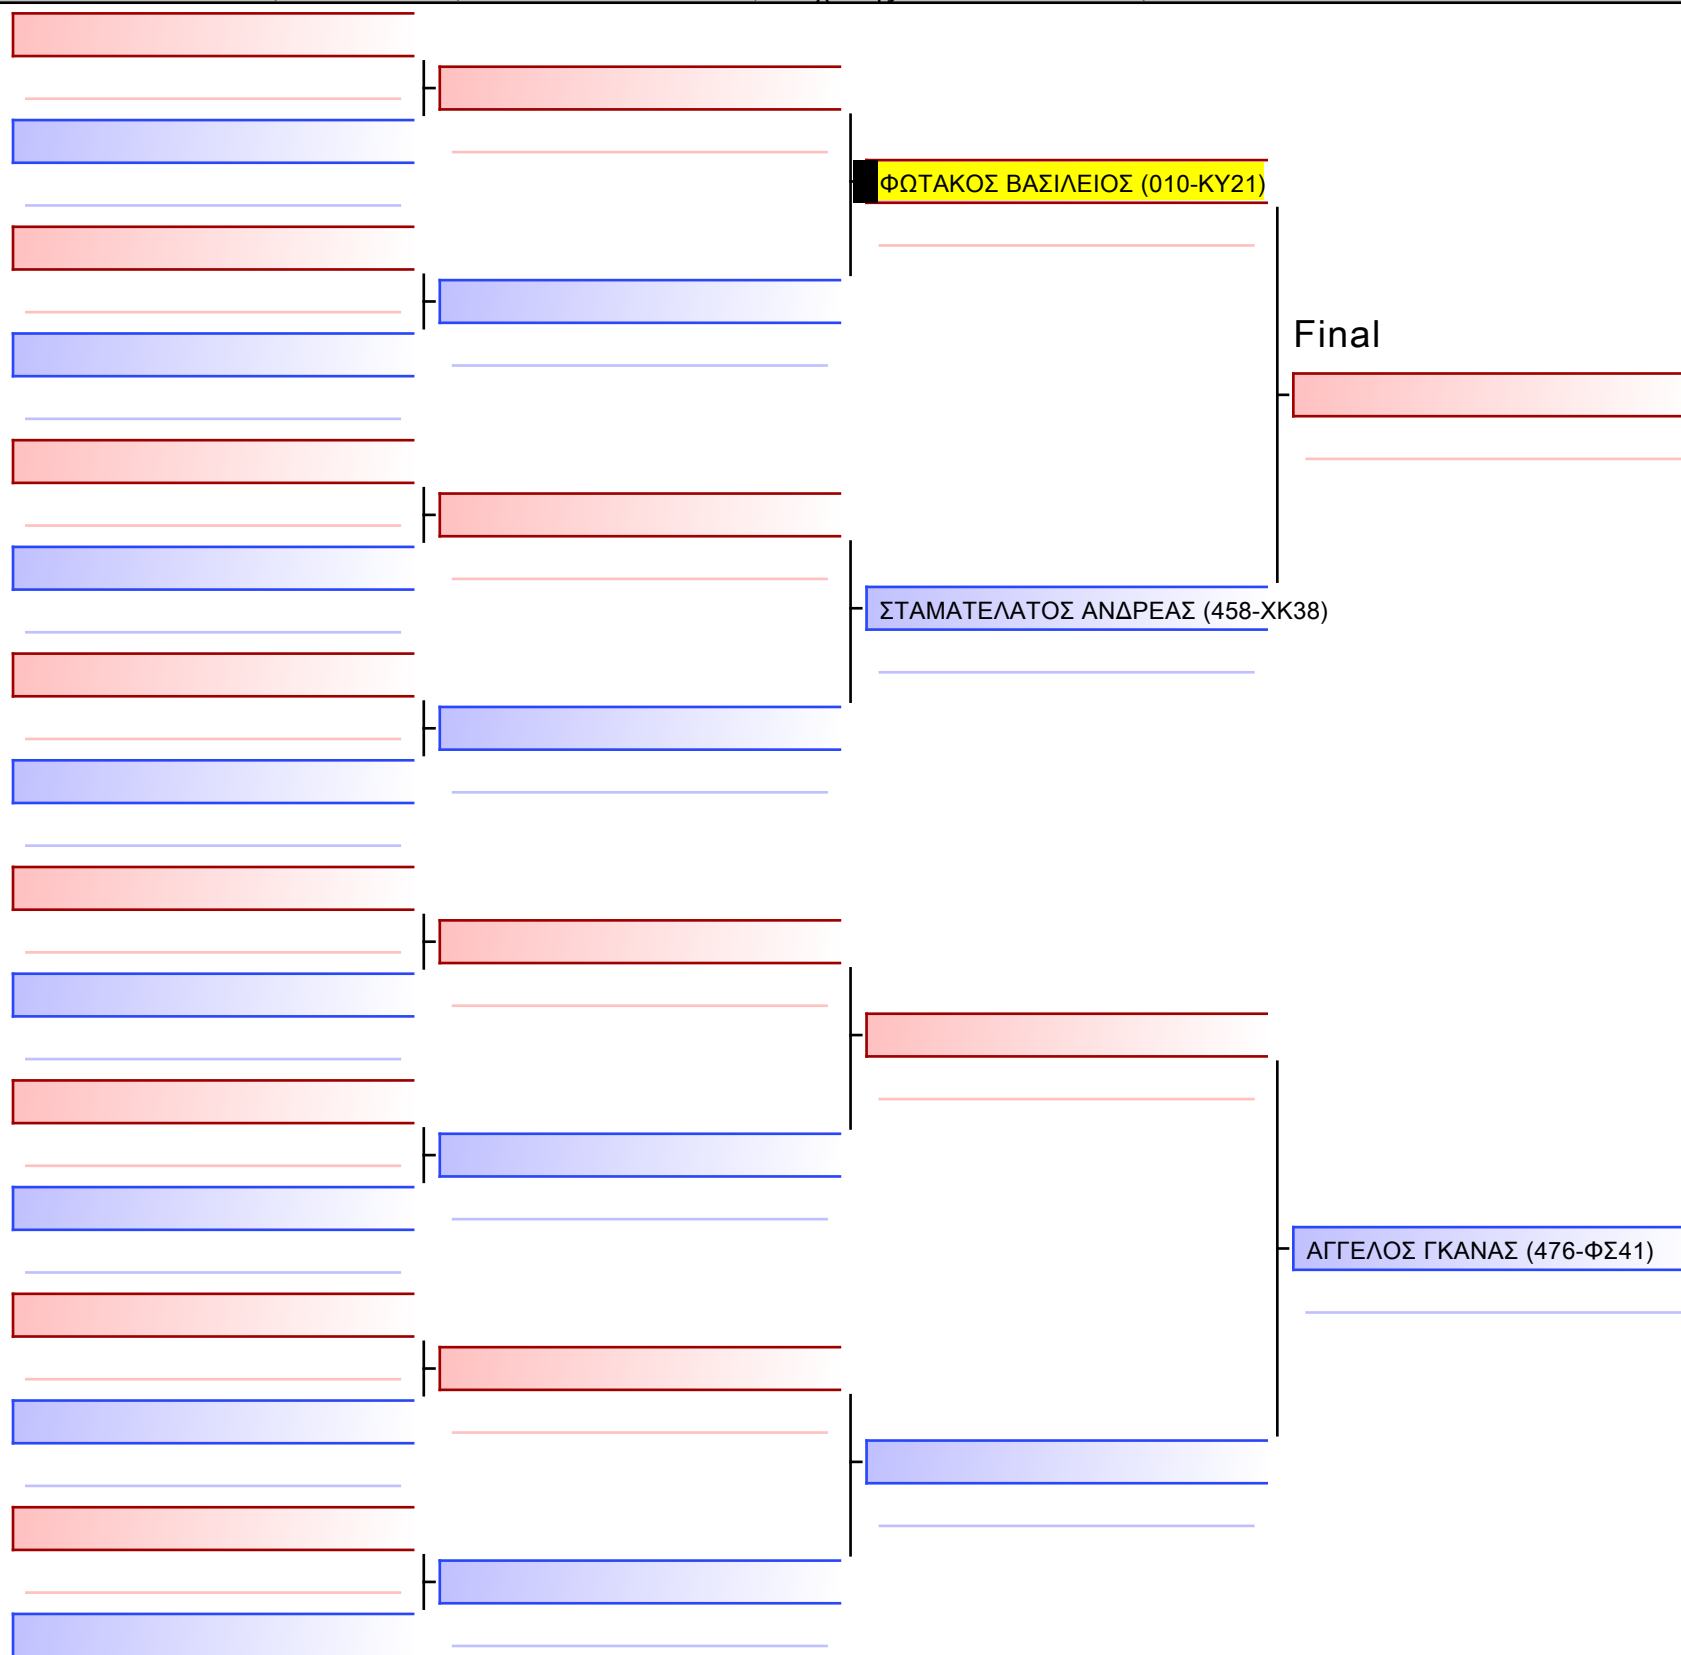 ΦΩΤΑΚΟΣ ΒΑΣΙΛΕΙΟΣ (010-ΚΥ21)
Final
ΣΤΑΜΑΤΕΛΑΤΟΣ ΑΝΔΡΕΑΣ (458-ΧΚ38)
ΑΓΓΕΛΟΣ ΓΚΑΝΑΣ (476-ΦΣ41)